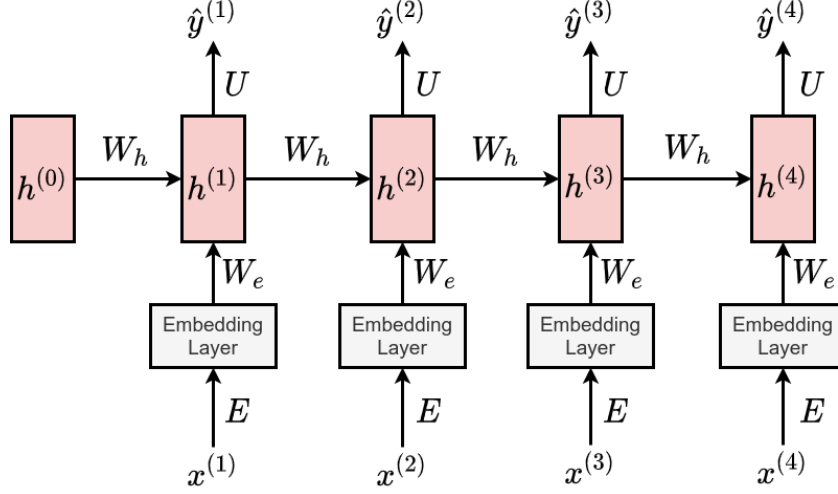 ŷ^(1) ŷ^(2) ŷ^(3) ŷ^(4)
U U U U
W_h W_h W_h W_h
h^(0) h^(1) h^(2) h^(3) h^(4)
W_e W_e W_e W_e
Embedding Embedding Embedding Embedding
Layer Layer Layer Layer
E E E E
x^(1) x^(2) x^(3) x^(4)